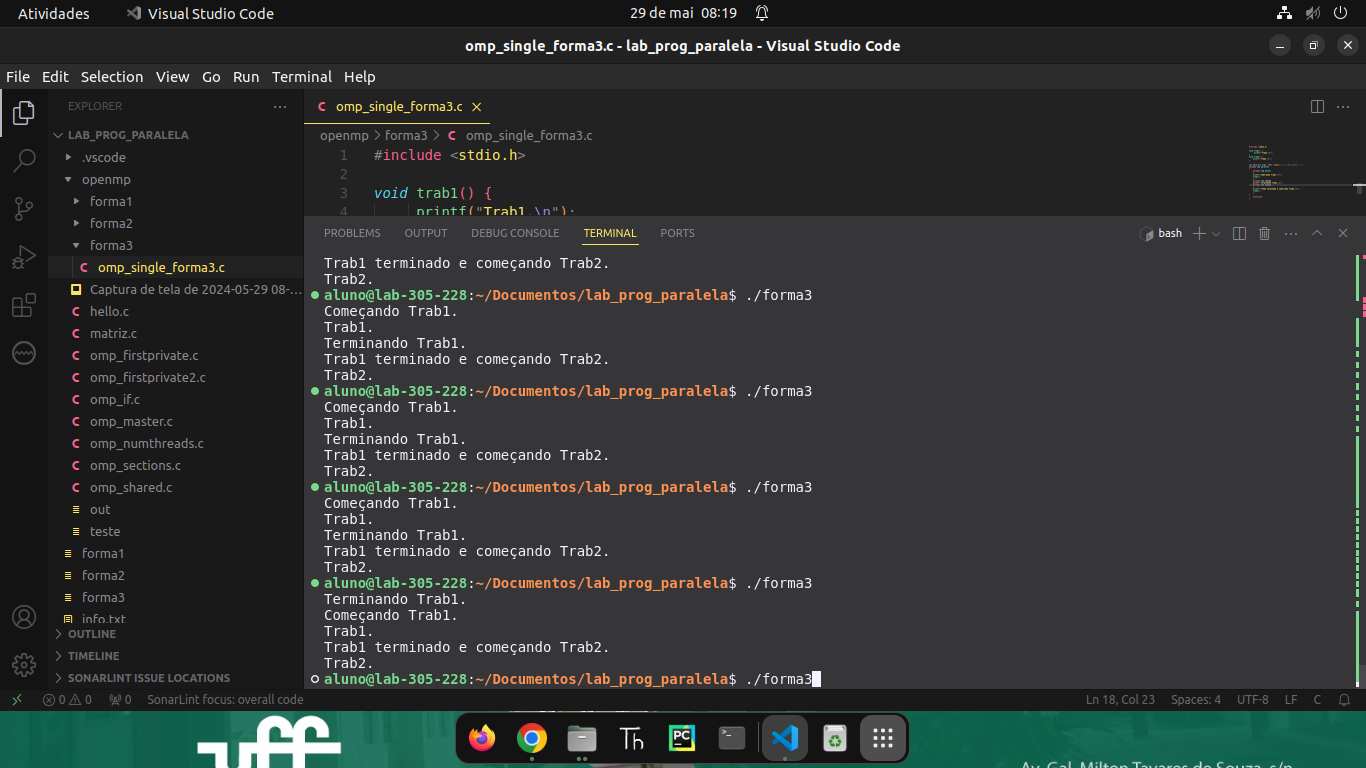 Atividades
Visual Studio Code
29 de mai 08:19
omp_single_forma3.c - lab_prog_paralela - Visual Studio Code
File Edit Selection View Go Run Terminal Help
EXPLORER
LAB_PROG_PARALELA
.vscode
openmp
forma1
forma2
forma3
omp_single_forma3.c
Captura de tela de 2024-05-29 08-...
hello.c
matriz.c
omp_firstprivate.c
omp_firstprivate2.c
omp_if.c
omp_master.c
omp_numthreads.c
omp_sections.c
omp_shared.c
out
teste
forma1
forma2
forma3
info.txt
OUTLINE
TIMELINE
SONARLINT ISSUE LOCATIONS
omp_single_forma3.c
openmp > forma3 > C omp_single_forma3.c
1 #include <stdio.h>
2
3 void trab1() {
4 printf("Trab1.\n");
PROBLEMS OUTPUT DEBUG CONSOLE TERMINAL PORTS
bash
Trab1 terminado e começando Trab2.
Trab2.
aluno@lab-305-228:~/Documentos/lab_prog_paralela$ ./forma3
Começando Trab1.
Trab1.
Terminando Trab1.
Trab1 terminado e começando Trab2.
Trab2.
aluno@lab-305-228:~/Documentos/lab_prog_paralela$ ./forma3
Começando Trab1.
Trab1.
Terminando Trab1.
Trab1 terminado e começando Trab2.
Trab2.
aluno@lab-305-228:~/Documentos/lab_prog_paralela$ ./forma3
Começando Trab1.
Trab1.
Terminando Trab1.
Trab1 terminado e começando Trab2.
Trab2.
aluno@lab-305-228:~/Documentos/lab_prog_paralela$ ./forma3
Terminando Trab1.
Começando Trab1.
Trab1.
Trab1 terminado e começando Trab2.
Trab2.
aluno@lab-305-228:~/Documentos/lab_prog_paralela$ ./forma3
0 0 0 SonarLint focus: overall code
Ln 18, Col 23 Spaces: 4 UTF-8 LF C
uff
Th
PC
Av. Gal. Milton Tavares de Souza, s/n